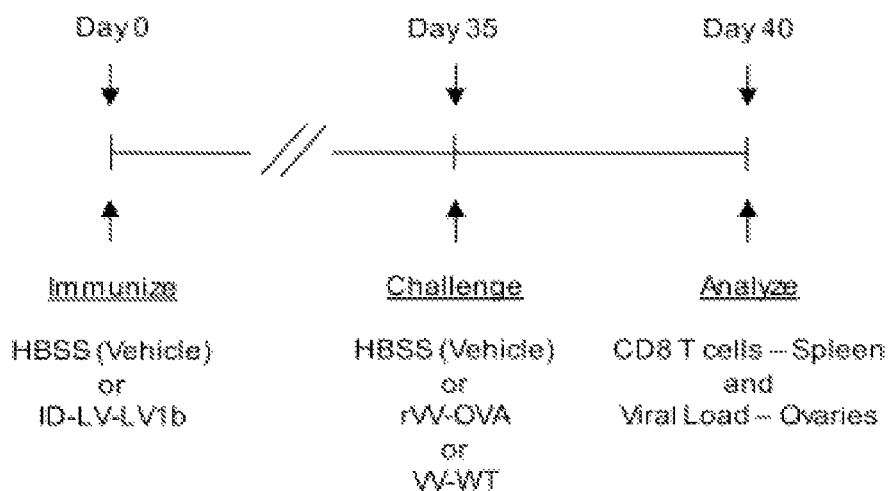 Day 0
Day 35
Day 40
Immunize
Challenge
Analyze
HBSS (Vehicle)
or
ID-LV-LV1b
HBSS (Vehicle)
or
rVV-OVA
or
VV-WT
CD8 T cells – Spleen
and
Viral Load – Ovaries